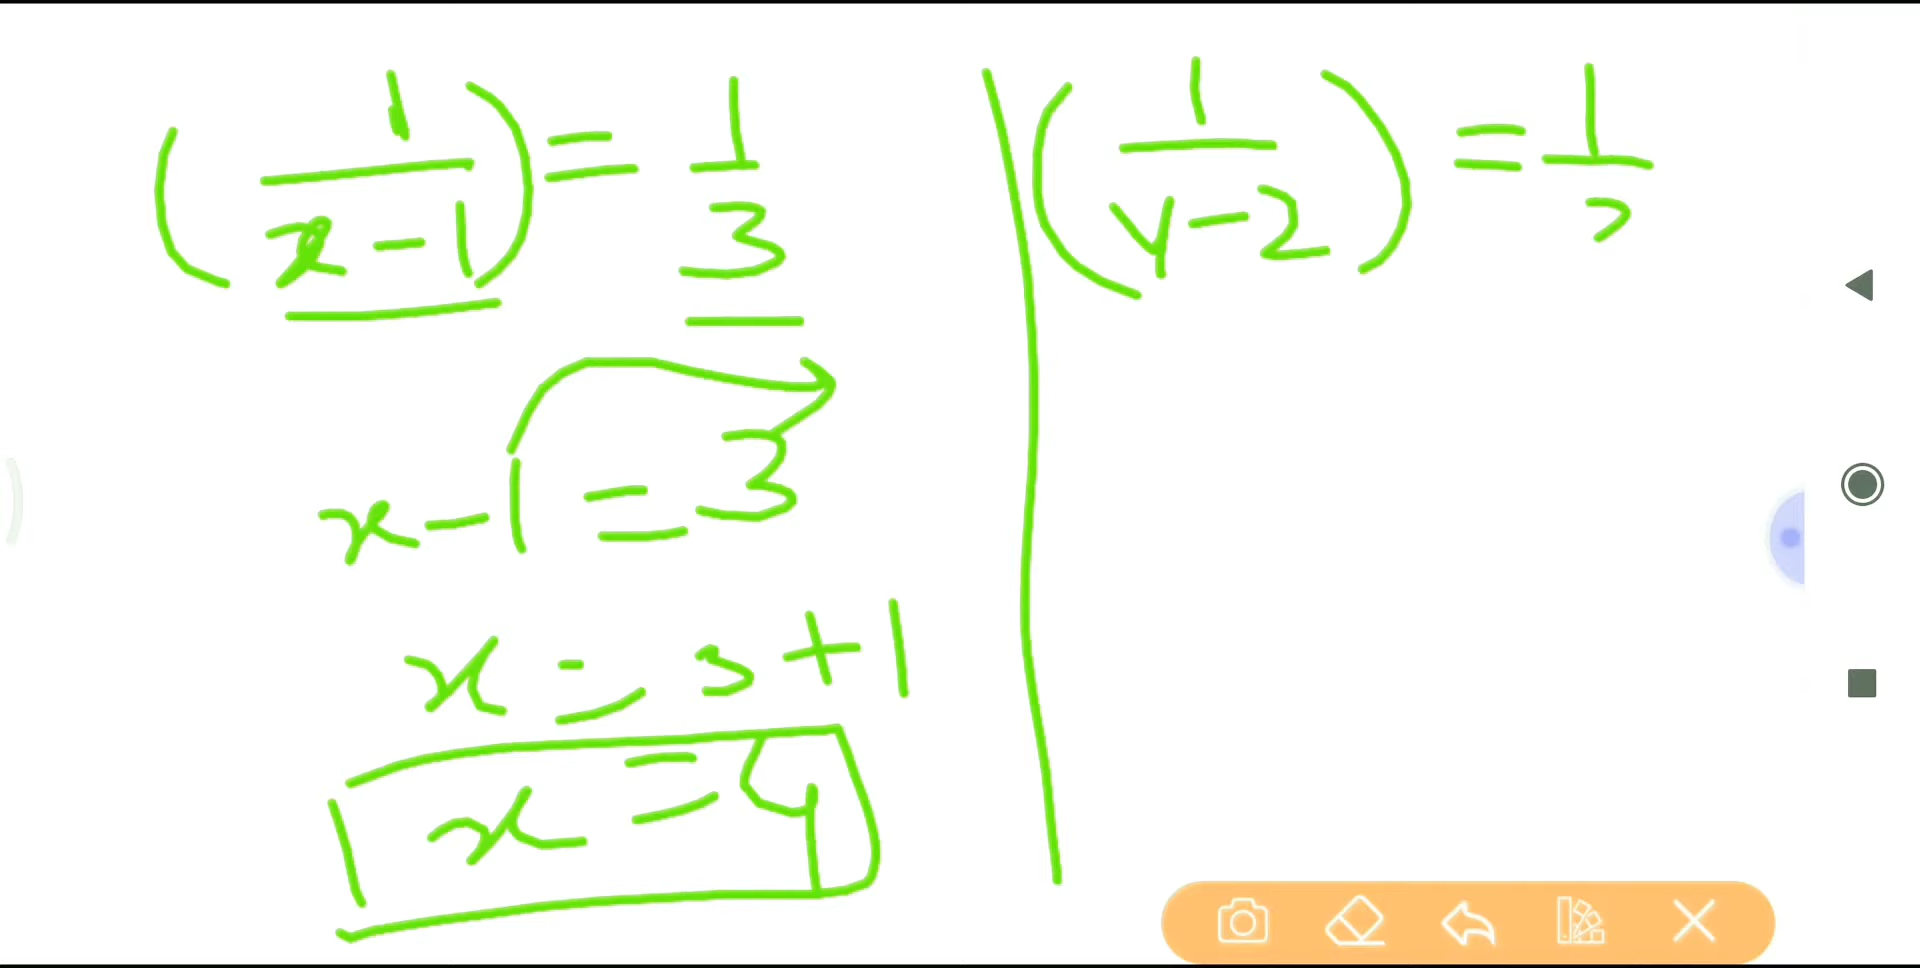 (1/(x-1)) = 1/3
x-1 = 3
x = 3+1
x = 4
(1/(y-2)) = 1/